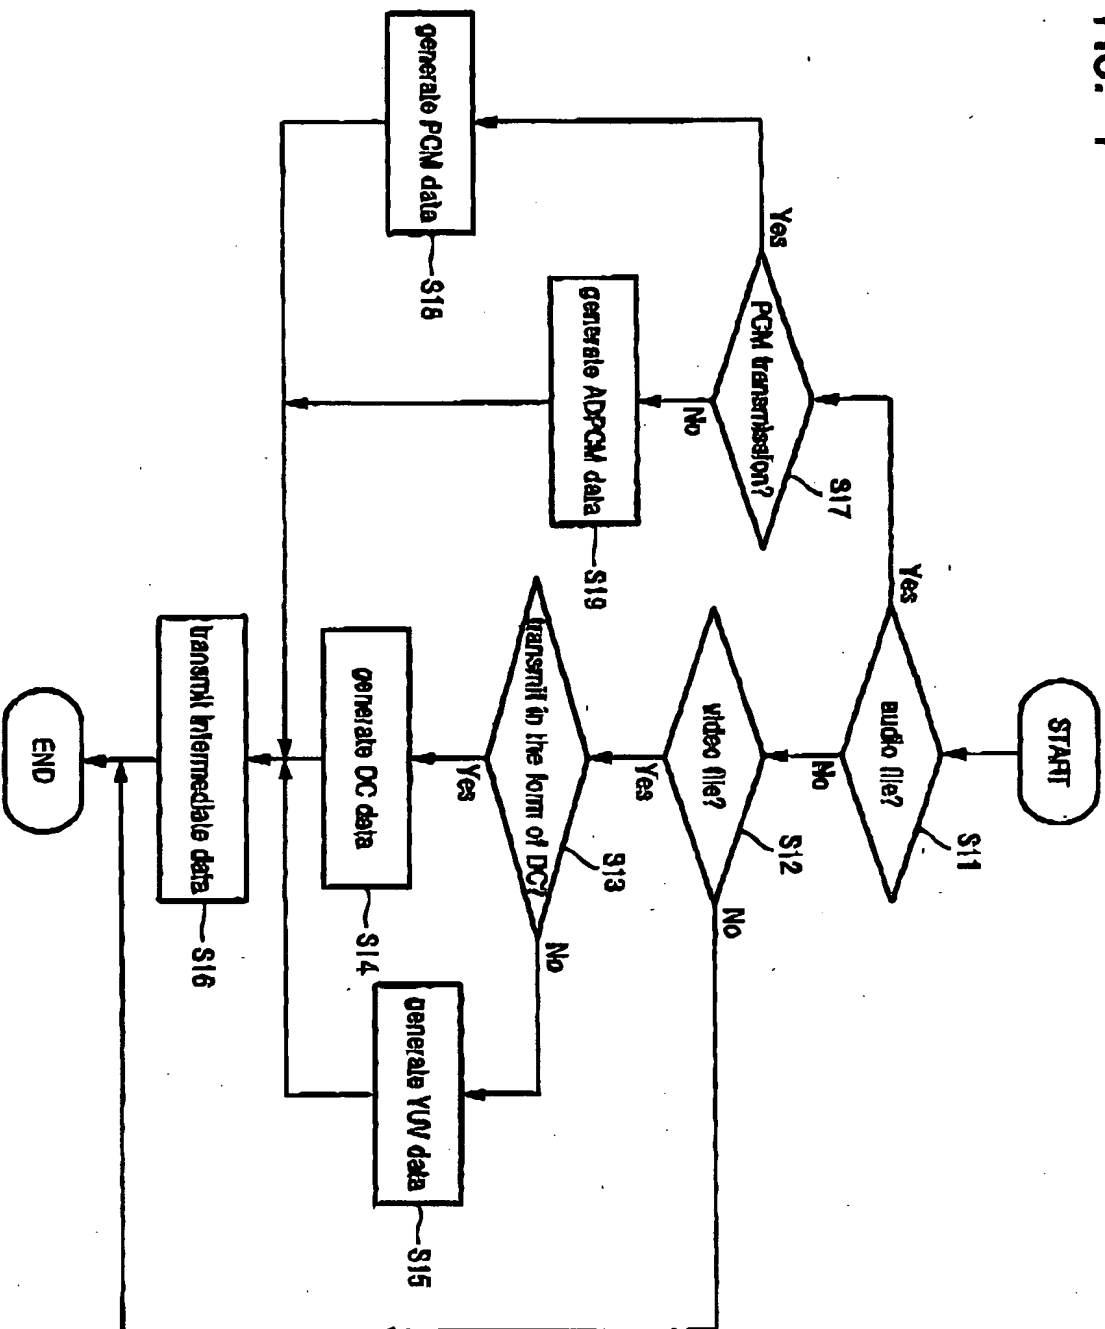 START
audio file?
S11
Yes
No
video file?
S12
Yes
No
PCM transmission?
S17
Yes
No
transmit in the form of DC?
S13
Yes
No
generate PCM data
S18
generate ADPCM data
S19
generate DC data
S14
generate YUV data
S15
transmit intermediate data
S16
END